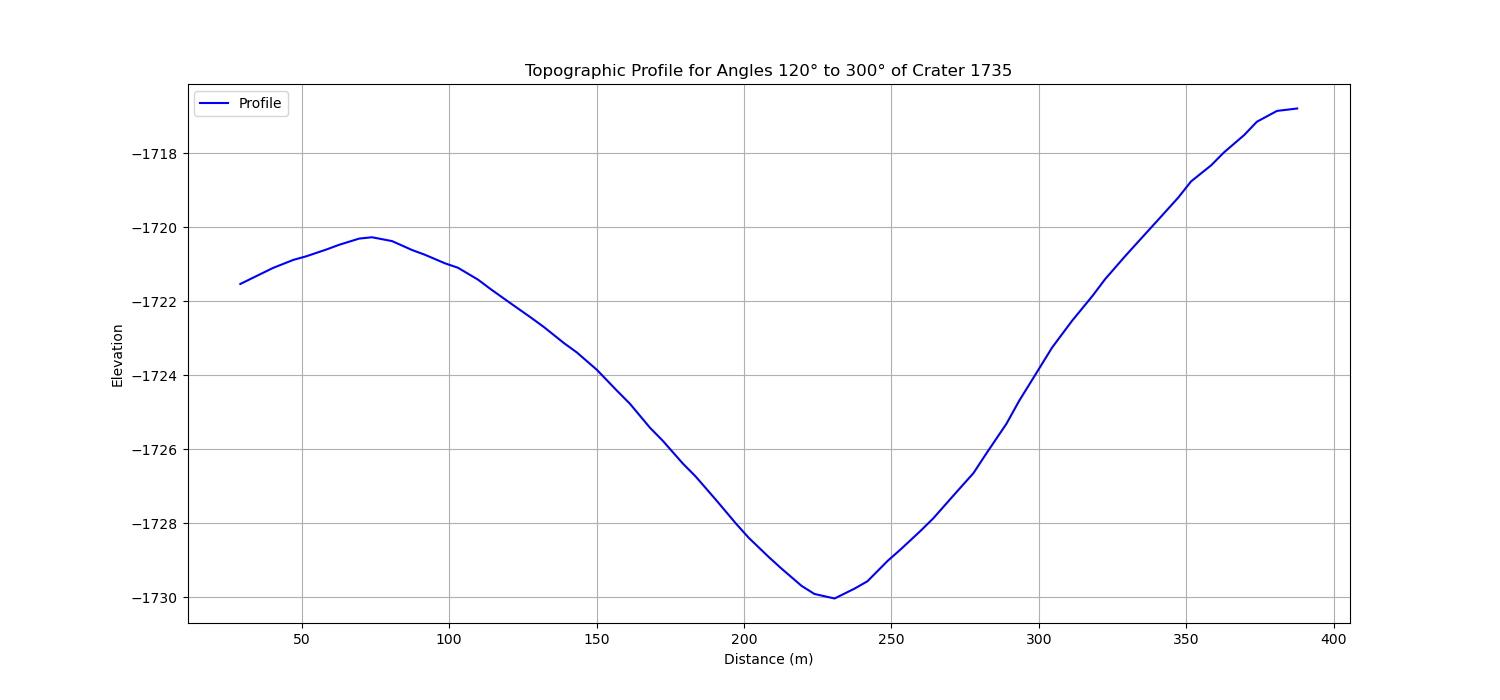 Topographic Profile for Angles 120° to 300° of Crater 1735
Profile
−1718
−1720
−1722
−1724
−1726
−1728
−1730
Elevation
50 100 150 200 250 300 350 400
Distance (m)